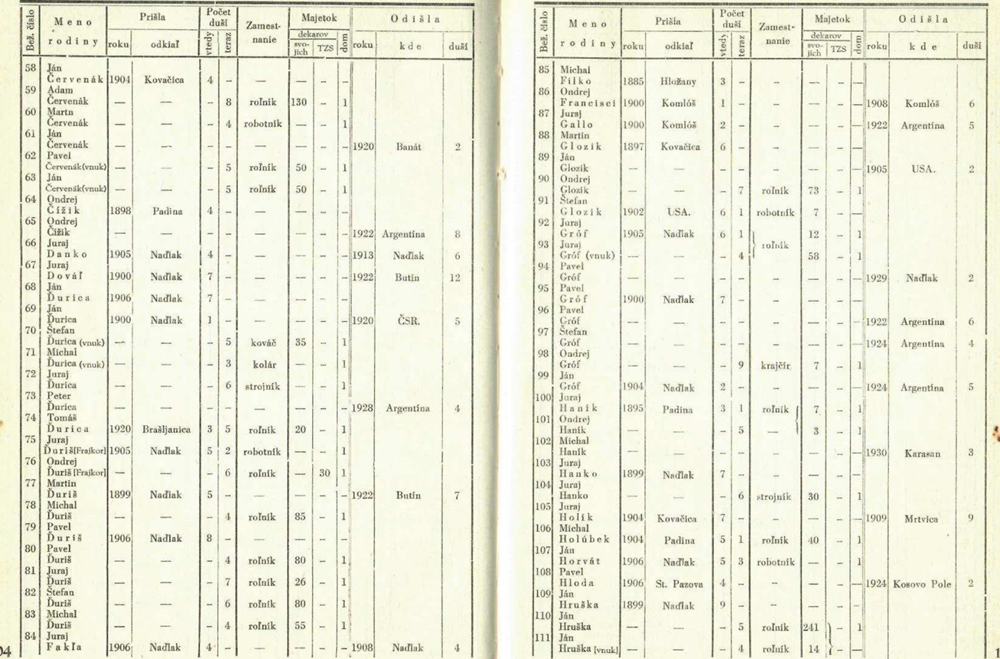 Bež. číslo Meno rodiny Prišla Počet duší Zamestnanie Majetok Odišla
roku odkiaľ vtedy teraz dekarov svojich TZS dom roku kde duší
58 Ján
Červenák 1904 Kovačica 4 — — — — — — — —
59 Adam
Červenák — — — 8 roľník 130 — 1
60 Martn
Červenák — — — 4 robotník — — 1
61 Ján
Červenák — — — — — — — — 1920 Banát 2
62 Pavel
Červenák (vnuk) — — — 5 roľník 50 — 1
63 Ján
Červenák (vnuk) — — — 5 roľník 50 — 1
64 Ondrej
Čížik 1898 Padina 4 — — — — —
65 Ondrej
Čížik — — — — — — — — 1922 Argentína 8
66 Juraj
Danko 1905 Nadlak 4 — — — — — 1913 Nadlak 6
67 Juraj
Dováľ 1900 Nadlak 7 — — — — — 1922 Butín 12
68 Ján
Ďurica 1906 Nadlak 7 — — — — —
69 Ján
Ďurica 1900 Nadlak 1 — — — — — 1920 ČSR. 5
70 Štefan
Ďurica (vnuk) — — — 5 kováč 35 — 1
71 Michal
Ďurica (vnuk) — — — 3 kolár — — 1
72 Juraj
Ďurica — — — 6 strojník — — 1
73 Peter
Ďurica — — — — — — — — 1928 Argentína 4
74 Tomáš
Ďurica 1920 Brašljanica 3 5 roľník 20 — 1
75 Juraj
Ďuriš [Frajkor] 1905 Nadlak 5 2 robotník — — 1
76 Ondrej
Ďuriš [Frajkor] — — — 6 roľník — 30 1
77 Martin
Ďuriš 1899 Nadlak 5 — — — — — 1922 Butín 7
78 Michal
Ďuriš — — — 4 roľník 85 — 1
79 Pavel
Ďuriš 1906 Nadlak 8 — — — — —
80 Pavel
Ďuriš — — — 4 roľník 80 — 1
81 Juraj
Ďuriš — — — 7 roľník 26 — 1
82 Štefan
Ďuriš — — — 6 roľník 80 — 1
83 Michal
Ďuriš — — — 4 roľník 55 — 1
84 Juraj
Fakľa 1906 Nadlak 4 — — — — — 1908 Nadlak 4
Bež. číslo Meno rodiny Prišla Počet duší Zamestnanie Majetok Odišla
roku odkiaľ vtedy teraz dekarov svojich TZS dom roku kde duší
85 Michal
Filko 1885 Hložany 3 — — — — —
86 Ondrej
Francisci 1900 Komlóš 1 — — — — — 1908 Komlóš 6
87 Juraj
Gallo 1900 Komlóš 2 — — — — — 1922 Argentína 5
88 Martin
Glozik 1897 Kovačica 6 — — — — —
89 Ján
Glozik — — — — — — — — 1905 USA. 2
90 Ondrej
Glozik — — — 7 roľník 73 — 1
91 Štefan
Glozik 1902 USA. 6 1 robotník 7 — —
92 Juraj
Gróf 1905 Nadlak 6 1 roľník 12 — 1
93 Juraj
Gróf (vnuk) — — — 4 58 — 1
94 Pavel
Gróf — — — — — — — — 1929 Nadlak 2
95 Pavel
Gróf 1900 Nadlak 7 — — — — —
96 Pavel
Gróf — — — — — — — — 1922 Argentína 6
97 Štefan
Gróf — — — — — — — — 1924 Argentína 4
98 Ondrej
Gróf — — — 9 krajčír 7 — 1
99 Ján
Gróf 1904 Nadlak 2 — — — — — 1924 Argentína 5
100 Juraj
Hanik 1895 Padina 3 1 roľník 7 — 1
101 Ondrej
Hanik — — — 5 — 3 — 1
102 Michal
Hanik — — — — — — — — 1930 Karasan 3
103 Juraj
Hanko 1899 Nadlak 7 — — — — —
104 Juraj
Hanko — — — 6 strojník 30 — 1
105 Juraj
Holík 1904 Kovačica 7 — — — — — 1909 Mrtvica 9
106 Michal
Holúbek 1904 Padina 5 1 roľník 40 — 1
107 Ján
Horvát 1906 Nadlak 5 3 robotník — — 1
108 Pavel
Hloda 1906 St. Pazova 4 — — — — — 1924 Kosovo Pole 2
109 Ján
Hruška 1899 Nadlak 9 — — — — —
110 Ján
Hruška — — — 5 roľník 241 — 1
111 Ján
Hruška [vnuk] — — — 4 roľník 14 — —